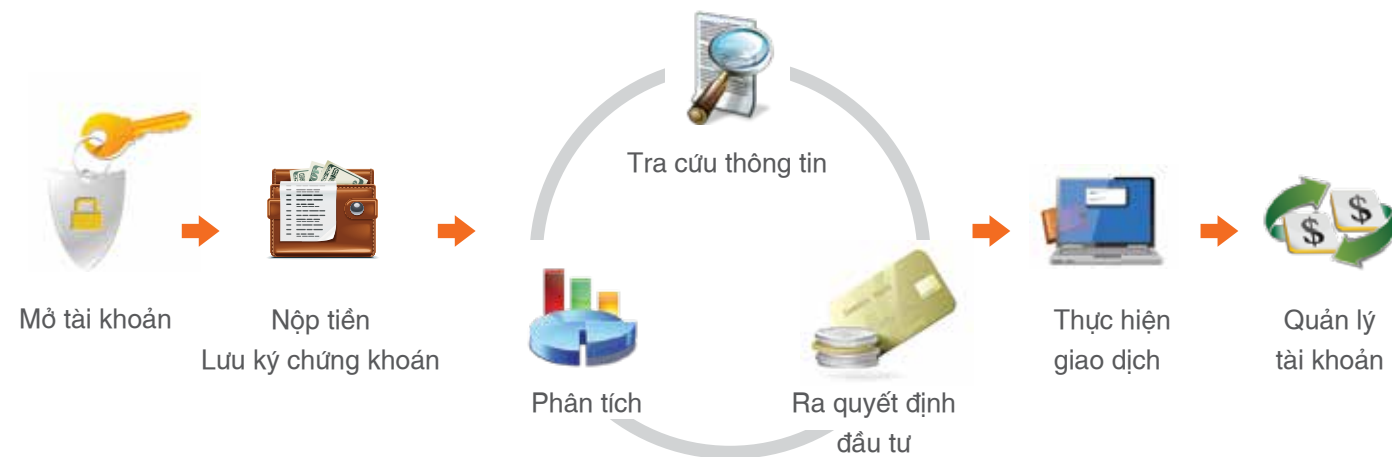 Mở tài khoản
Nộp tiền
Lưu ký chứng khoán
Tra cứu thông tin
Phân tích
Ra quyết định
đầu tư
Thực hiện
giao dịch
Quản lý
tài khoản
$
$